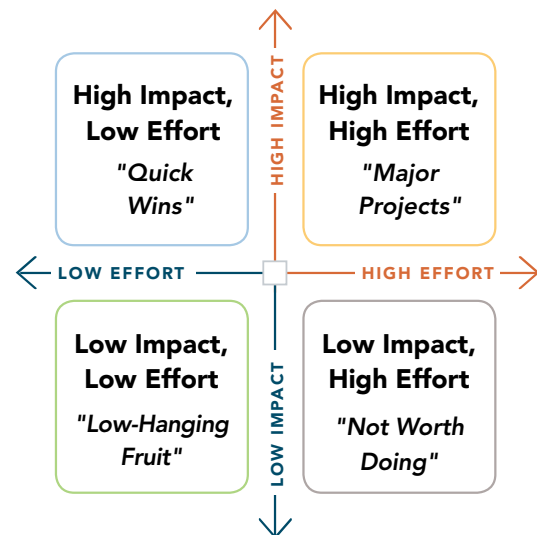 HIGH IMPACT
High Impact,
Low Effort
"Quick
Wins"
High Impact,
High Effort
"Major
Projects"
LOW EFFORT
HIGH EFFORT
Low Impact,
Low Effort
"Low-Hanging
Fruit"
Low Impact,
High Effort
"Not Worth
Doing"
LOW IMPACT